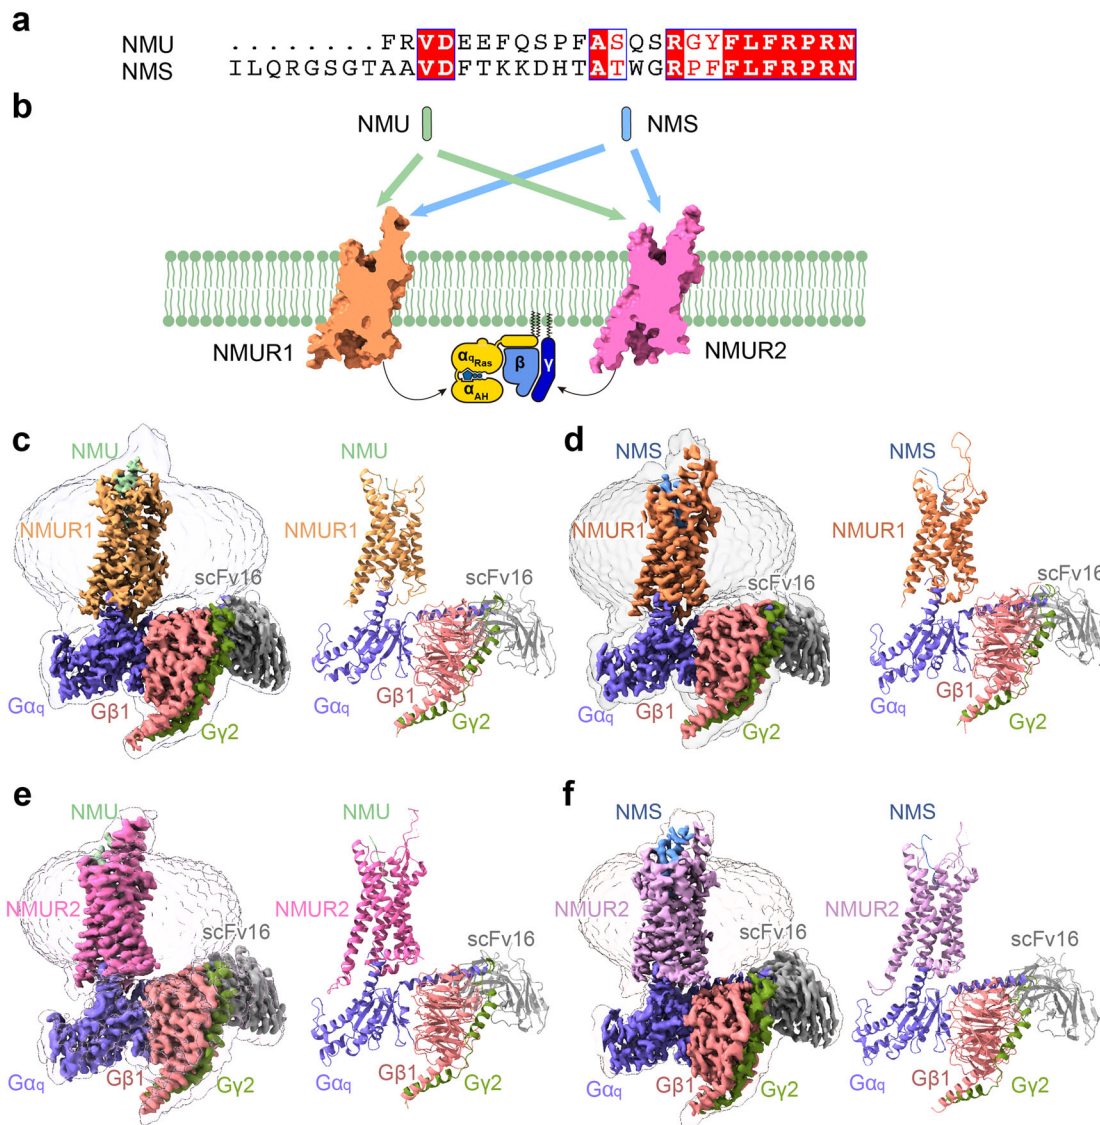 a
NMU ........FRVDEEFQSPFASQSRGYFLFRPRN
NMS ILQRGSGTAAVDFTKKDHTATWGRPFFLFRPRN
b
NMU NMS
NMUR1 NMUR2
αqRas β γ
αAH
c
NMU NMU
NMUR1
scFv16 scFv16
Gαq Gβ1 Gγ2 Gαq Gβ1 Gγ2
d
NMS NMS
NMUR1 NMUR1
scFv16 scFv16
Gαq Gβ1 Gγ2 Gαq Gβ1 Gγ2
e
NMU NMU
NMUR2 NMUR2
scFv16 scFv16
Gαq Gβ1 Gγ2 Gαq Gβ1 Gγ2
f
NMS NMS
NMUR2 NMUR2
scFv16 scFv16
Gαq Gβ1 Gγ2 Gαq Gβ1 Gγ2